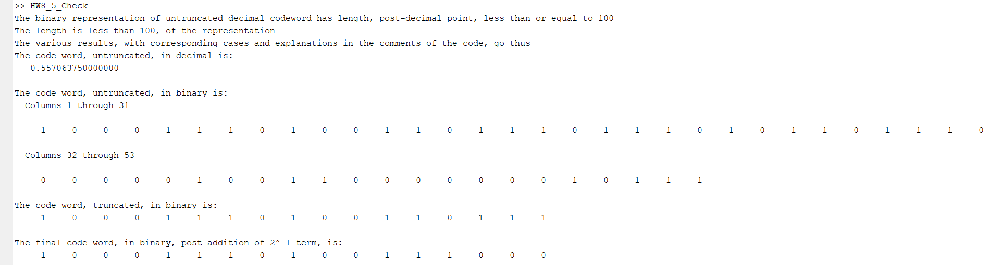 >> HW8_5_Check
The binary representation of untruncated decimal codeword has length, post-decimal point, less than or equal to 100
The length is less than 100, of the representation
The various results, with corresponding cases and explanations in the comments of the code, go thus
The code word, untruncated, in decimal is:
0.557063750000000
The code word, untruncated, in binary is:
Columns 1 through 31
1 0 0 0 1 1 1 0 1 0 0 1 1 0 1 1 1 0 1 1 1 0 1 0 1 1 0 1 1 1 0
Columns 32 through 53
0 0 0 0 0 1 0 0 1 1 0 0 0 0 0 0 0 1 0 1 1 1
The code word, truncated, in binary is:
1 0 0 0 1 1 1 0 1 0 0 1 1 0 1 1 1
The final code word, in binary, post addition of 2^-l term, is:
1 0 0 0 1 1 1 0 1 0 0 1 1 1 0 0 0